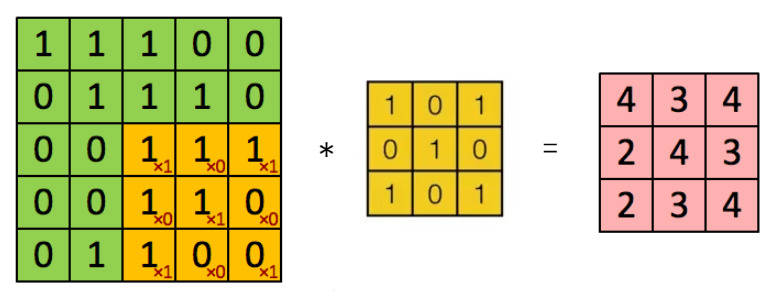 1 1 1 0 0
0 1 1 1 0
0 0 1×1 1×0 1×1
0 0 1×0 1×1 0×0
0 1 1×1 0×0 0×1
*
1 0 1
0 1 0
1 0 1
=
4 3 4
2 4 3
2 3 4